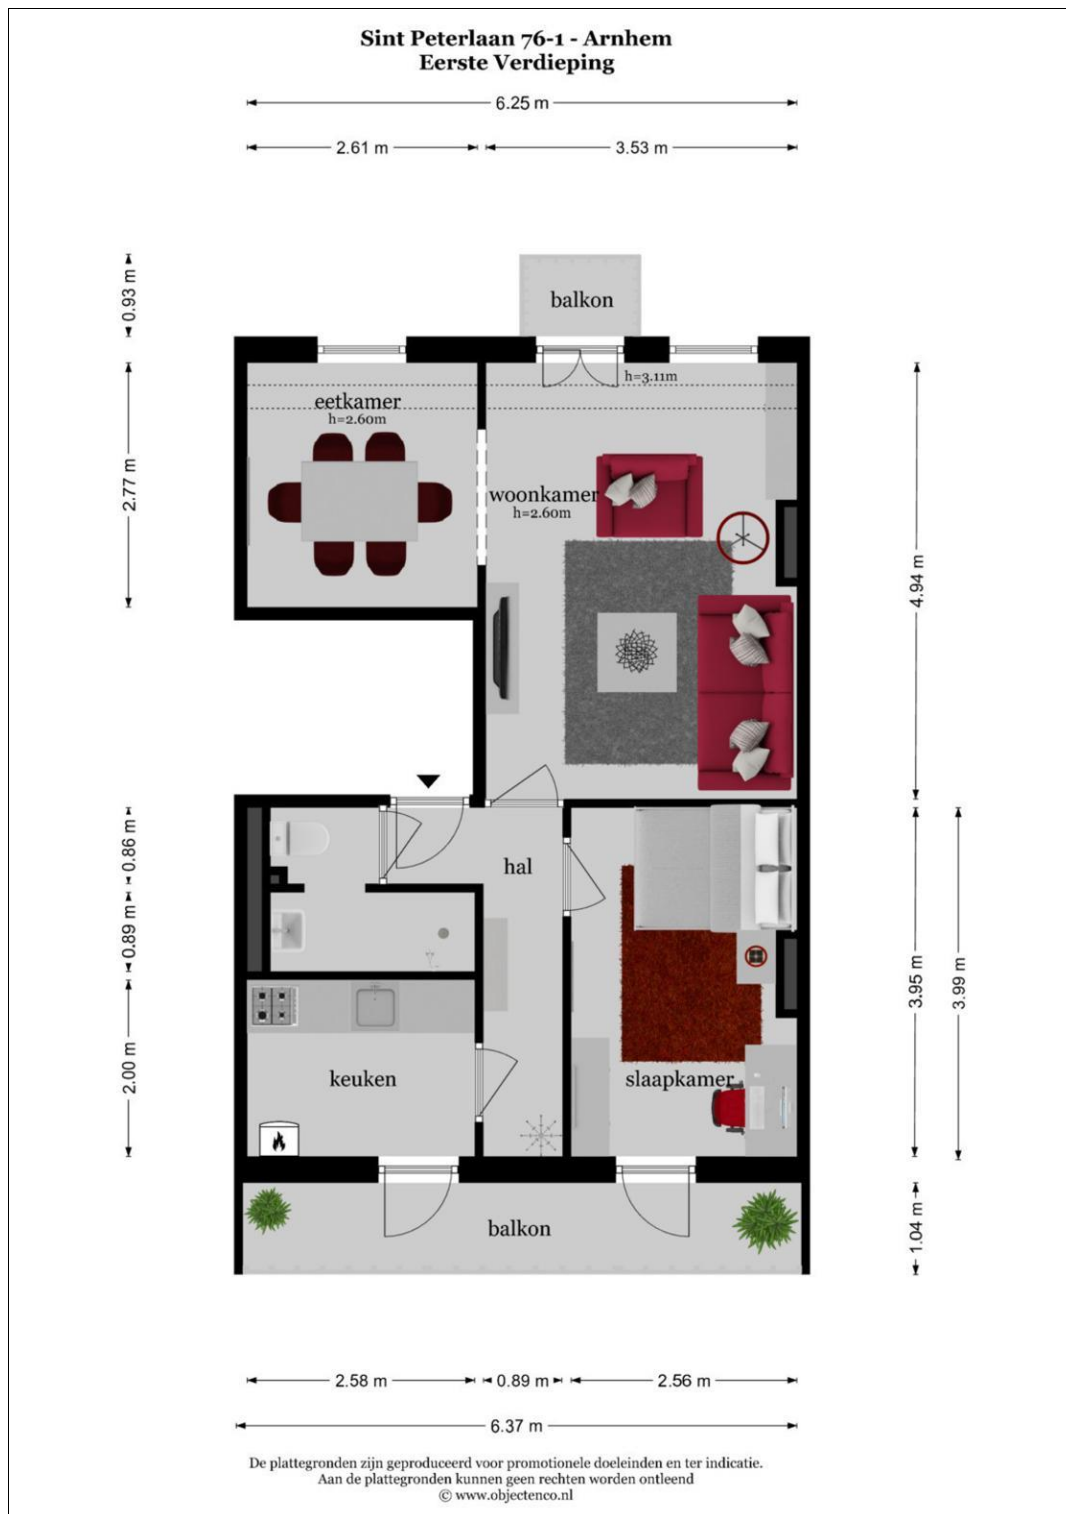 Sint Peterlaan 76-1 - Arnhem
Eerste Verdieping
6.25 m
2.61 m
3.53 m
0.93 m
balkon
h=3.11m
eetkamer
h=2.60m
2.77 m
woonkamer
h=2.60m
4.94 m
0.86 m
hal
0.89 m
3.95 m
3.99 m
2.00 m
keuken
slaapkamer
1.04 m
balkon
2.58 m
0.89 m
2.56 m
6.37 m
De plattegronden zijn geproduceerd voor promotionele doeleinden en ter indicatie.
Aan de plattegronden kunnen geen rechten worden ontleend
© www.objectenco.nl